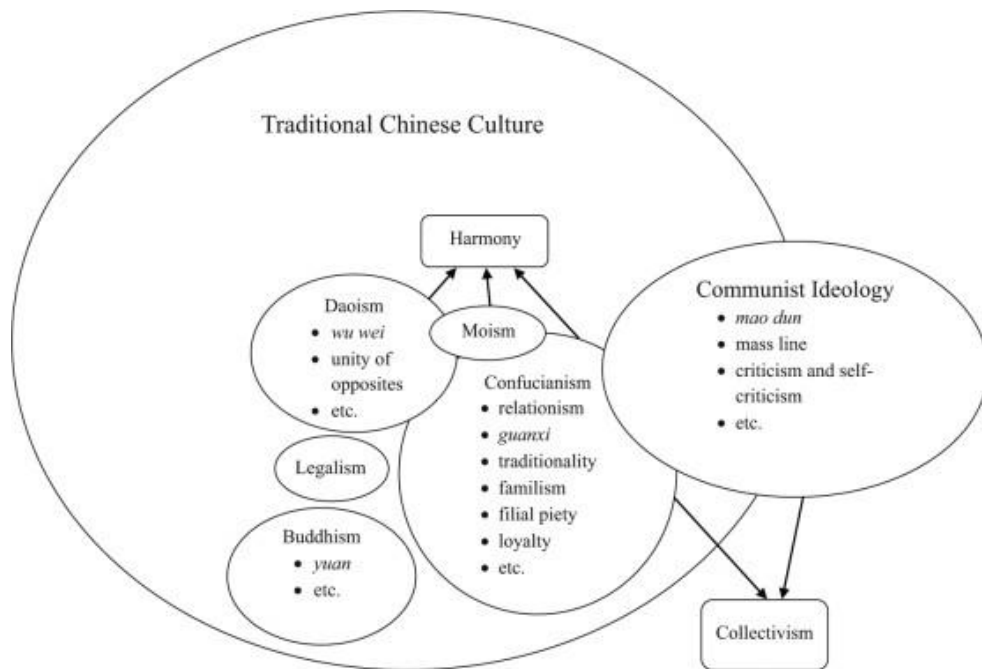 Traditional Chinese Culture
Harmony
Daoism
• wu wei
• unity of
opposites
• etc.
Moism
Confucianism
• relationism
• guanxi
• traditionality
• familism
• filial piety
• loyalty
• etc.
Legalism
Buddhism
• yuan
• etc.
Communist Ideology
• mao dun
• mass line
• criticism and self-
criticism
• etc.
Collectivism